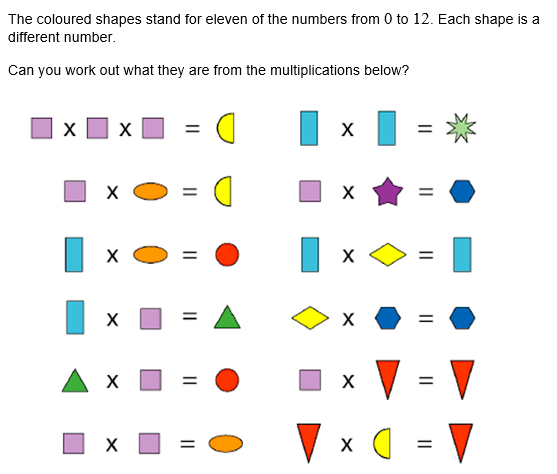 The coloured shapes stand for eleven of the numbers from 0 to 12. Each shape is a
different number.
Can you work out what they are from the multiplications below?
x x = x =
x = x =
x = x =
x = x =
x = x =
x = x =